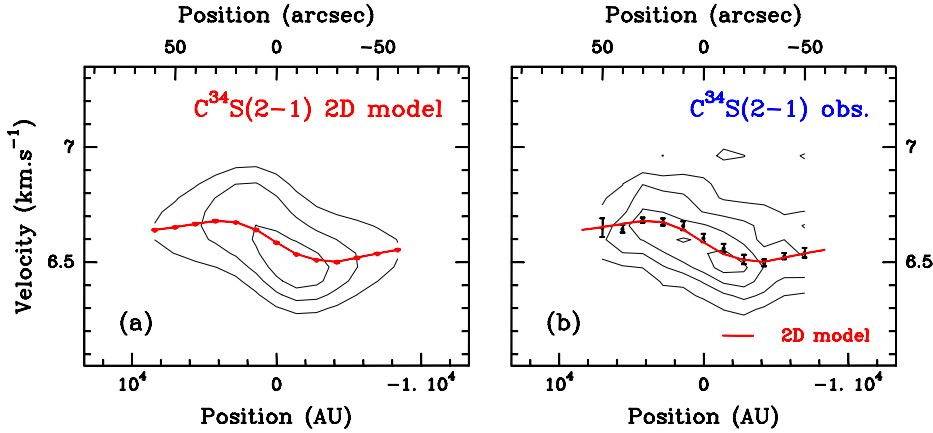 Position (arcsec)
50 0 −50
C³⁴S(2−1) 2D model
7
6.5
Velocity (km.s⁻¹)
(a)
10⁴ 0 −1. 10⁴
Position (AU)
Position (arcsec)
50 0 −50
C³⁴S(2−1) obs.
7
6.5
(b)
2D model
10⁴ 0 −1. 10⁴
Position (AU)